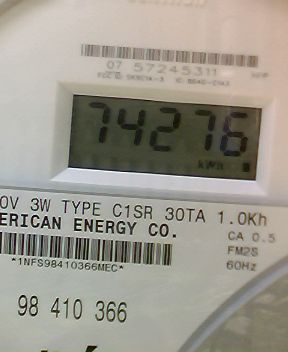 07 57245311
74276
kWh
0V 3W TYPE C1SR 30TA 1.0Kh
ERICAN ENERGY CO.
CA 0.5
FM2S
*1NFS98410366MEC*
60Hz
98 410 366